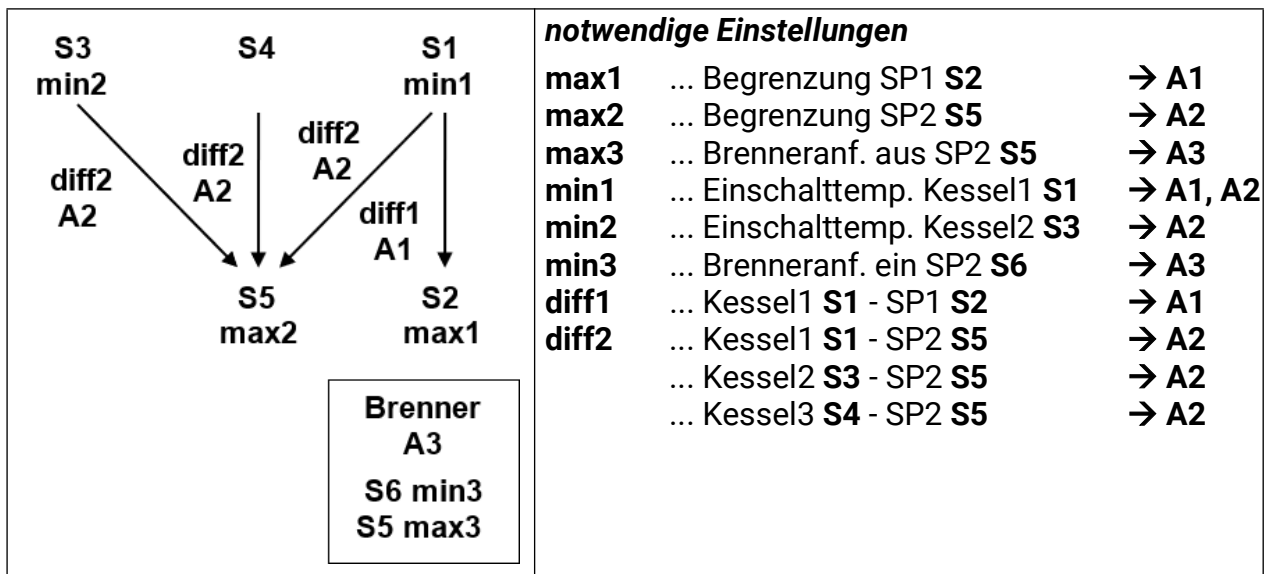 S3 S4 S1
min2 min1
diff2
A2
diff2
A2
diff2
A2
diff1
A1
S5 S2
max2 max1
Brenner
A3
S6 min3
S5 max3
notwendige Einstellungen
max1 ... Begrenzung SP1 S2 → A1
max2 ... Begrenzung SP2 S5 → A2
max3 ... Brenneranf. aus SP2 S5 → A3
min1 ... Einschalttemp. Kessel1 S1 → A1, A2
min2 ... Einschalttemp. Kessel2 S3 → A2
min3 ... Brenneranf. ein SP2 S6 → A3
diff1 ... Kessel1 S1 - SP1 S2 → A1
diff2 ... Kessel1 S1 - SP2 S5 → A2
... Kessel2 S3 - SP2 S5 → A2
... Kessel3 S4 - SP2 S5 → A2